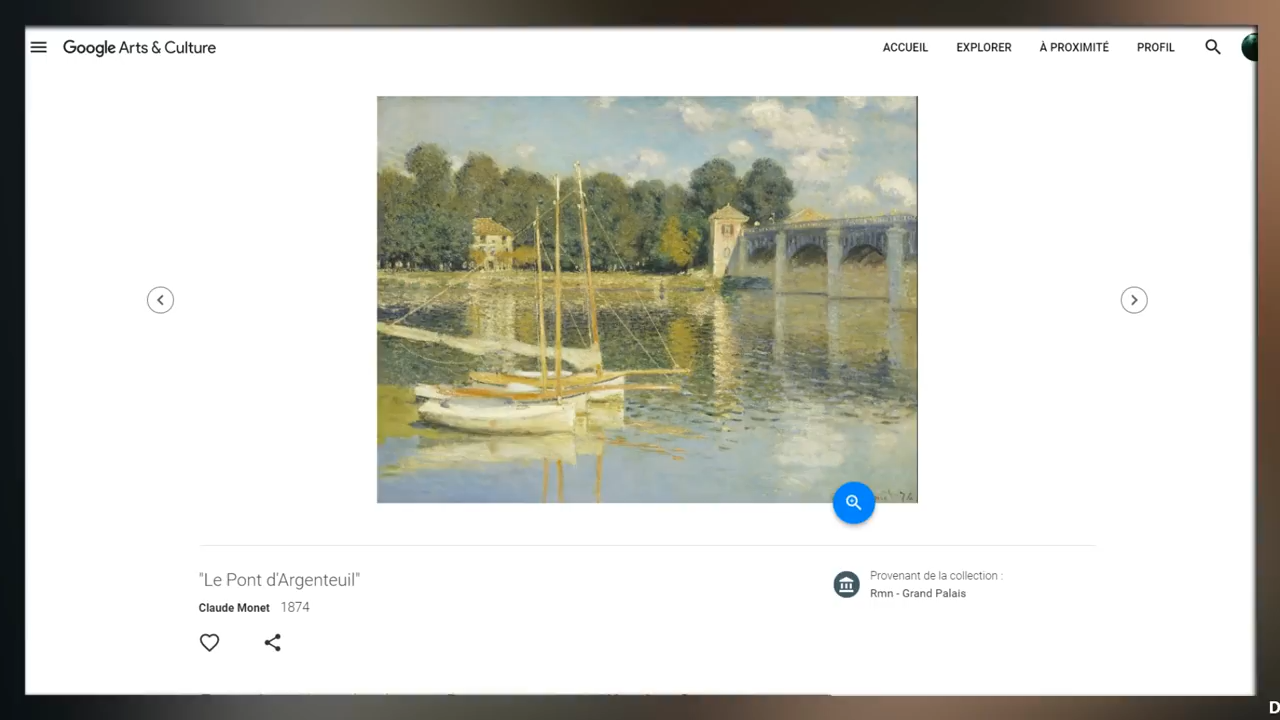 Google Arts & Culture
ACCUEIL EXPLORER À PROXIMITÉ PROFIL
"Le Pont d'Argenteuil"
Claude Monet 1874
Provenant de la collection :
Rmn - Grand Palais
D